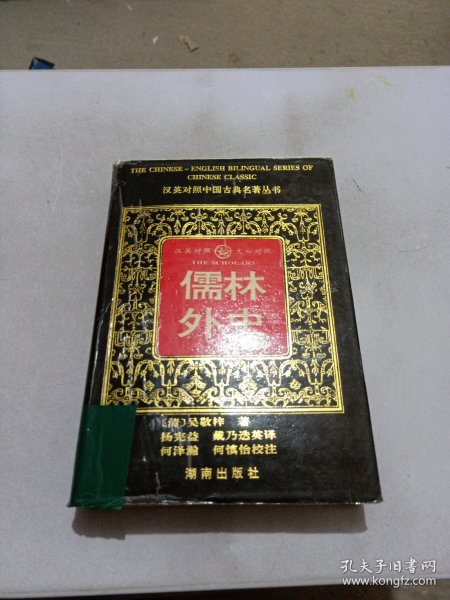 THE CHINESE-ENGLISH BILINGUAL SERIES OF
CHINESE CLASSIC
汉英对照中国古典名著丛书
汉英对照 文白对照
THE SCHOLARS
儒林
外史
〔清〕吴敬梓 著
杨宪益 戴乃迭英译
何泽瀚 何慎怡校注
湖南出版社
孔夫子旧书网
www.kongfz.com